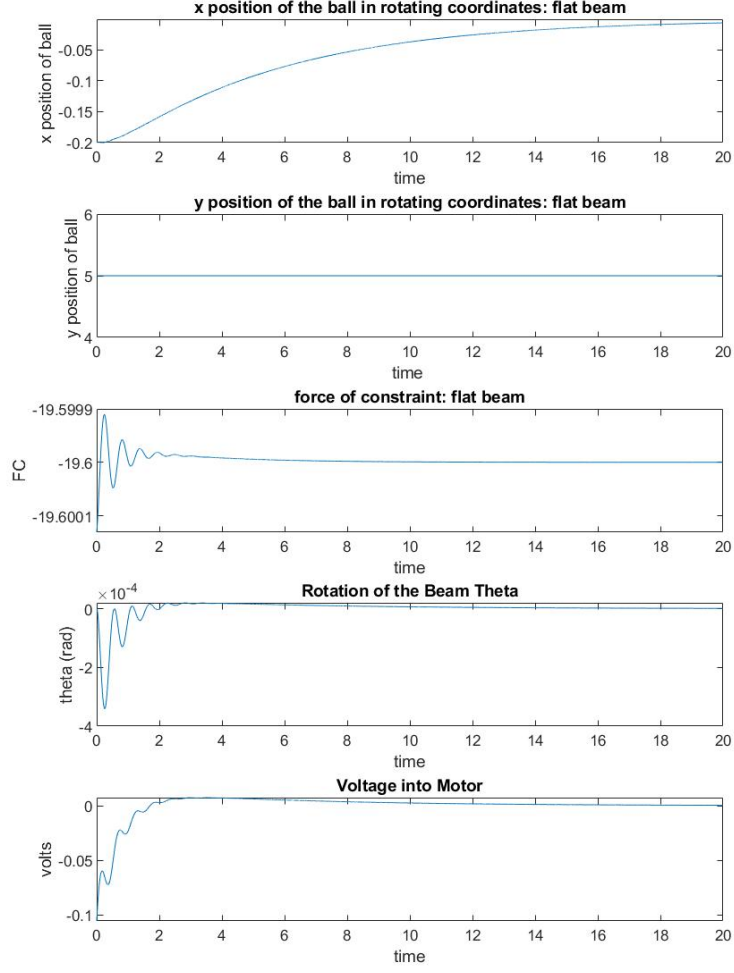 x position of the ball in rotating coordinates: flat beam
x position of ball
-0.05
-0.1
-0.15
-0.2
0 2 4 6 8 10 12 14 16 18 20
time
y position of the ball in rotating coordinates: flat beam
y position of ball
6
5
4
0 2 4 6 8 10 12 14 16 18 20
time
force of constraint: flat beam
FC
-19.5999
-19.6
-19.6001
0 2 4 6 8 10 12 14 16 18 20
time
×10⁻⁴
Rotation of the Beam Theta
theta (rad)
0
-2
-4
0 2 4 6 8 10 12 14 16 18 20
time
Voltage into Motor
volts
0
-0.05
-0.1
0 2 4 6 8 10 12 14 16 18 20
time